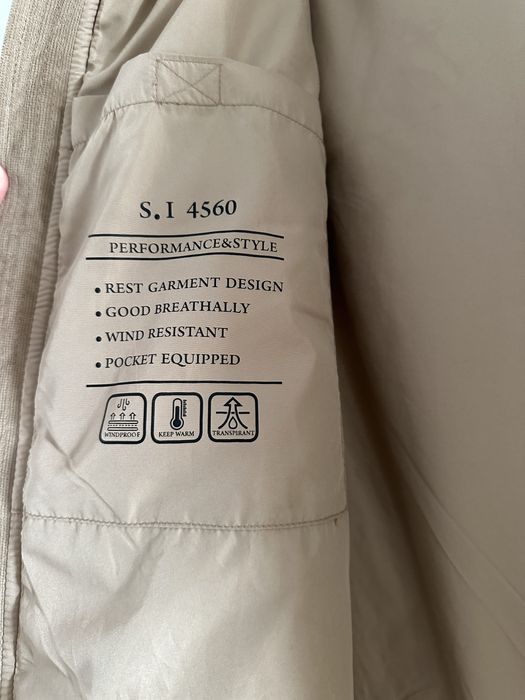 S.I 4560
PERFORMANCE&STYLE
• REST GARMENT DESIGN
• GOOD BREATHALLY
• WIND RESISTANT
• POCKET EQUIPPED
WINDPROOF
KEEP WARM
TRANSPIRANT